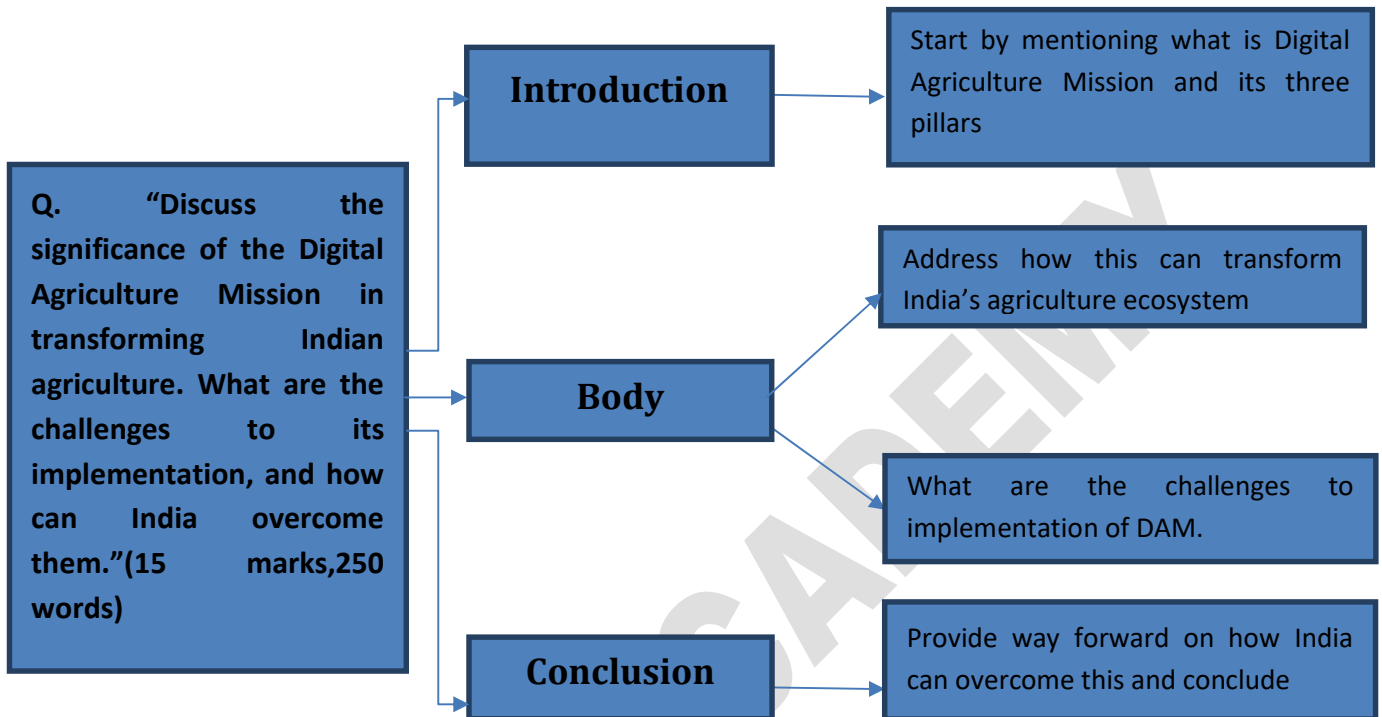 Q. “Discuss the
significance of the Digital
Agriculture Mission in
transforming Indian
agriculture. What are the
challenges to its
implementation, and how
can India overcome
them.”(15 marks,250
words)
Introduction
Start by mentioning what is Digital
Agriculture Mission and its three
pillars
Body
Address how this can transform
India’s agriculture ecosystem
What are the challenges to
implementation of DAM.
Conclusion
Provide way forward on how India
can overcome this and conclude
CADEMY